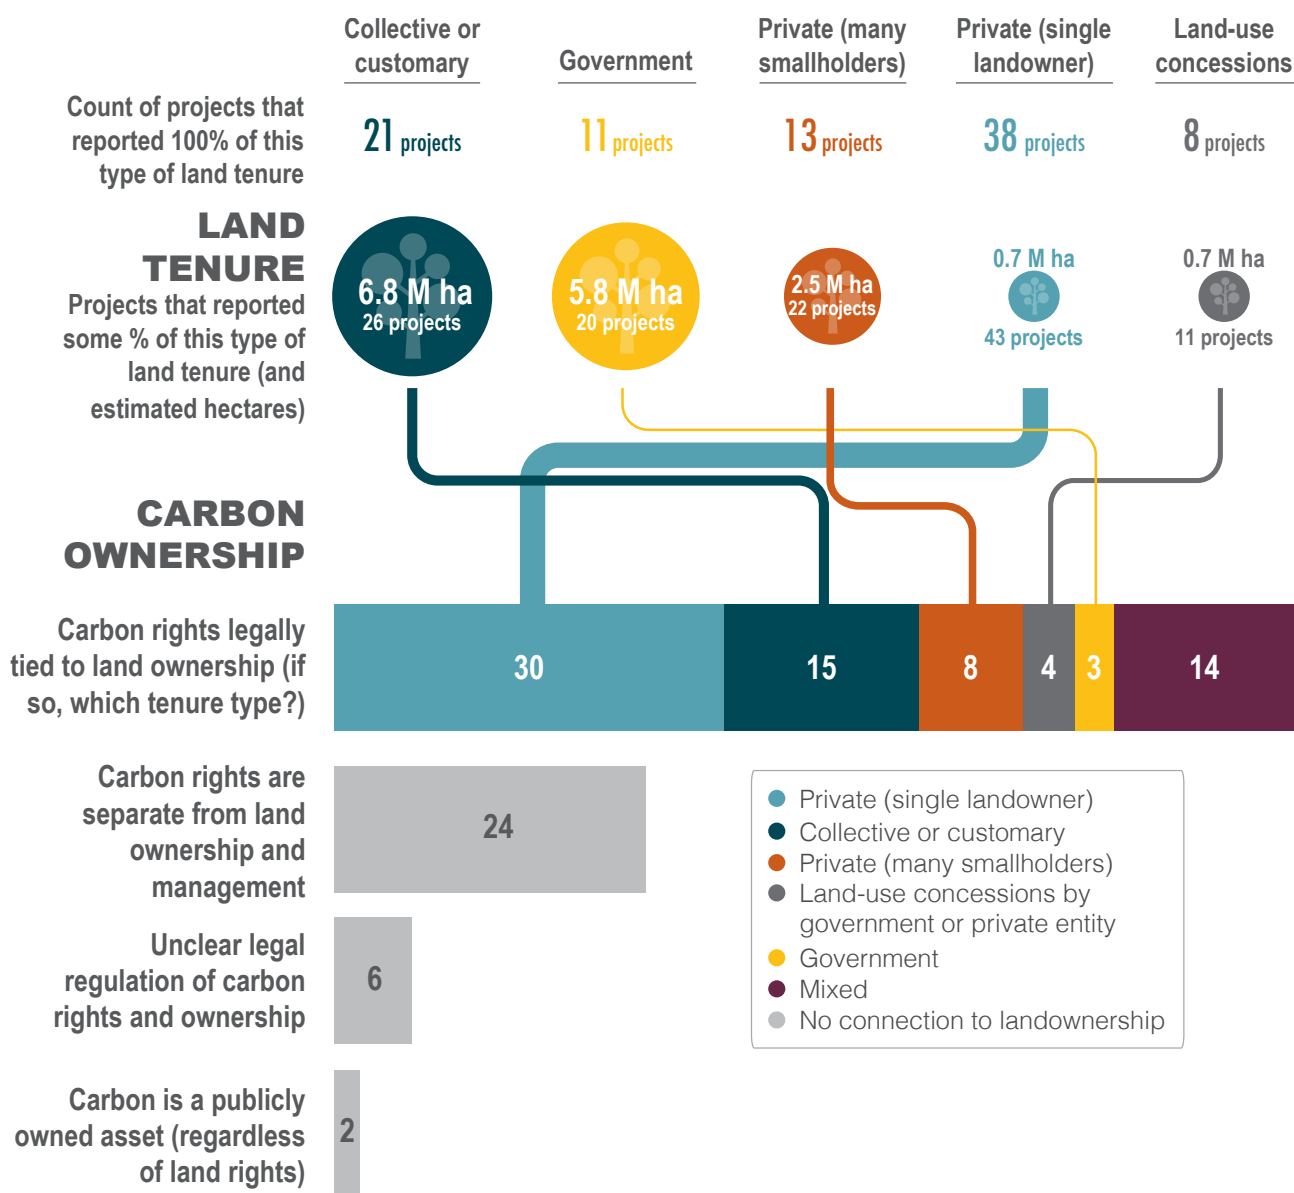 Collective or
customary
Government
Private (many
smallholders)
Private (single
landowner)
Land-use
concessions
Count of projects that
reported 100% of this
type of land tenure
21 projects
11 projects
13 projects
38 projects
8 projects
LAND
TENURE
Projects that reported
some % of this type of
land tenure (and
estimated hectares)
6.8 M ha
26 projects
5.8 M ha
20 projects
2.5 M ha
22 projects
0.7 M ha
43 projects
0.7 M ha
11 projects
CARBON
OWNERSHIP
Carbon rights legally
tied to land ownership (if
so, which tenure type?)
30
15
8
4
3
14
Carbon rights are
separate from land
ownership and
management
24
Unclear legal
regulation of carbon
rights and ownership
6
Carbon is a publicly
owned asset (regardless
of land rights)
2
Private (single landowner)
Collective or customary
Private (many smallholders)
Land-use concessions by
government or private entity
Government
Mixed
No connection to landownership